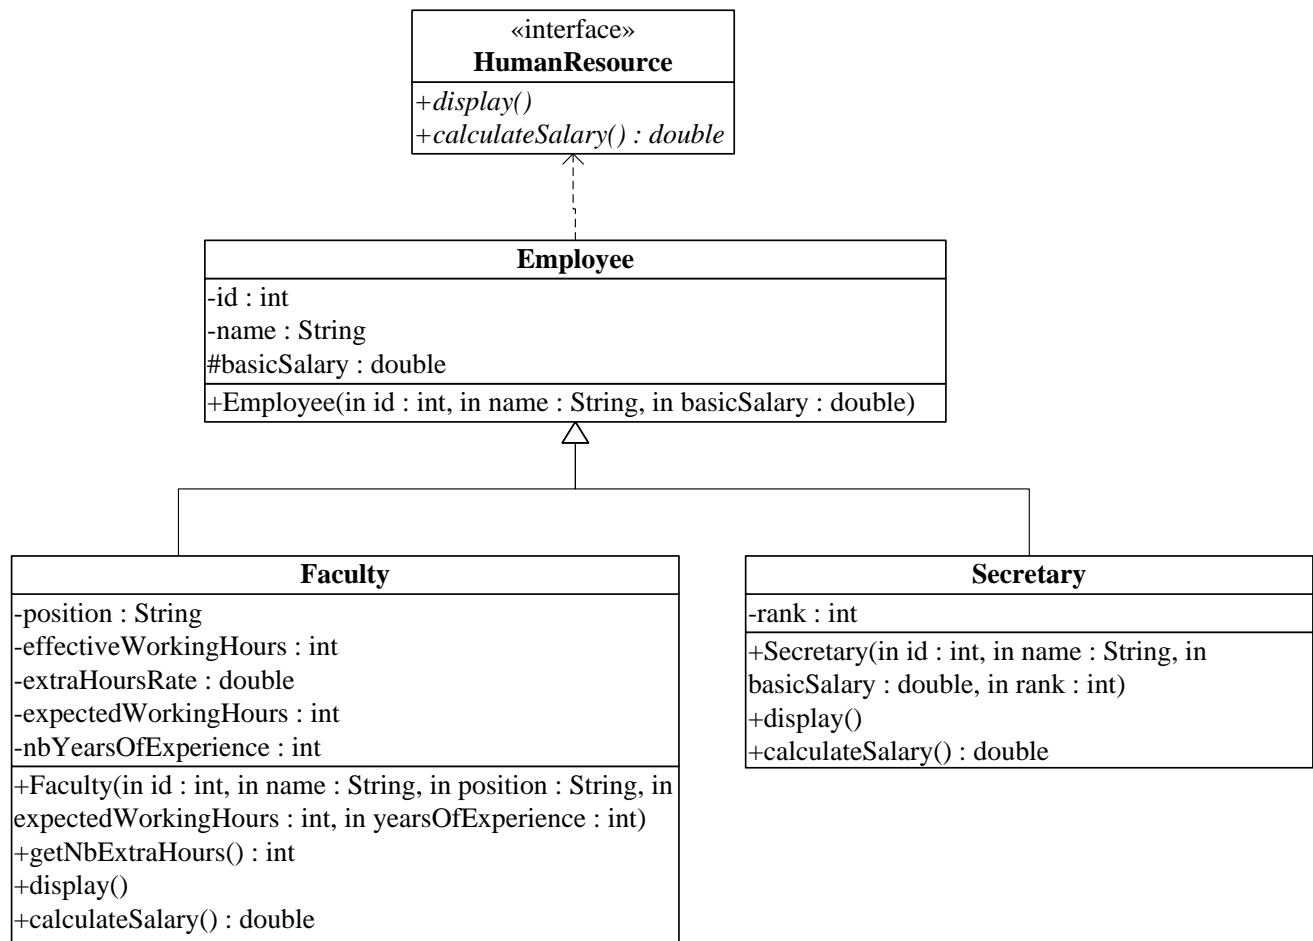 «interface»
HumanResource
+display()
+calculateSalary() : double
Employee
-id : int
-name : String
#basicSalary : double
+Employee(in id : int, in name : String, in basicSalary : double)
Faculty
-position : String
-effectiveWorkingHours : int
-extraHoursRate : double
-expectedWorkingHours : int
-nbYearsOfExperience : int
+Faculty(in id : int, in name : String, in position : String, in
expectedWorkingHours : int, in yearsOfExperience : int)
+getNbExtraHours() : int
+display()
+calculateSalary() : double
Secretary
-rank : int
+Secretary(in id : int, in name : String, in
basicSalary : double, in rank : int)
+display()
+calculateSalary() : double